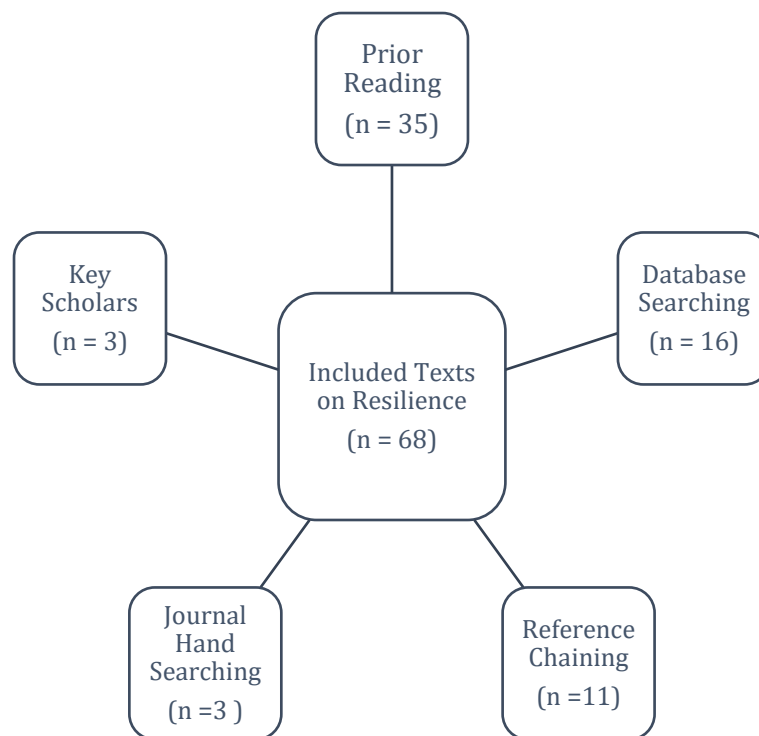 Prior
Reading
(n = 35)
Key
Scholars
(n = 3)
Database
Searching
(n = 16)
Included Texts
on Resilience
(n = 68)
Journal
Hand
Searching
(n =3 )
Reference
Chaining
(n =11)